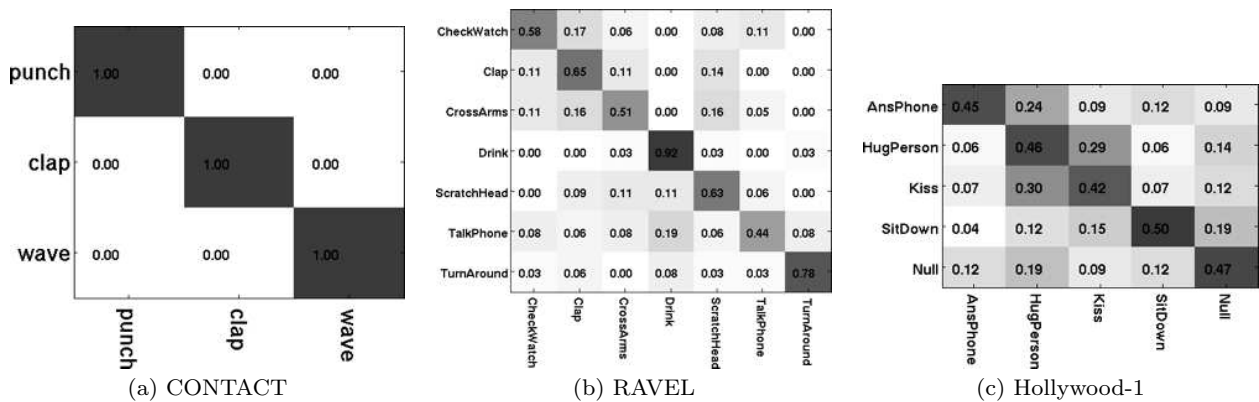 punch 1.00 0.00 0.00
clap 0.00 1.00 0.00
wave 0.00 0.00 1.00
punch clap wave
(a) CONTACT
CheckWatch 0.58 0.17 0.06 0.00 0.08 0.11 0.00
Clap 0.11 0.65 0.11 0.00 0.14 0.00 0.00
CrossArms 0.11 0.16 0.51 0.00 0.16 0.05 0.00
Drink 0.00 0.00 0.03 0.92 0.03 0.00 0.03
ScratchHead 0.00 0.09 0.11 0.11 0.63 0.06 0.00
TalkPhone 0.08 0.06 0.08 0.19 0.06 0.44 0.08
TurnAround 0.03 0.06 0.00 0.08 0.03 0.03 0.78
CheckWatch Clap CrossArms Drink ScratchHead TalkPhone TurnAround
(b) RAVEL
AnsPhone 0.45 0.24 0.09 0.12 0.09
HugPerson 0.06 0.46 0.29 0.06 0.14
Kiss 0.07 0.30 0.42 0.07 0.12
SitDown 0.04 0.12 0.15 0.50 0.19
Null 0.12 0.19 0.09 0.12 0.47
AnsPhone HugPerson Kiss SitDown Null
(c) Hollywood-1